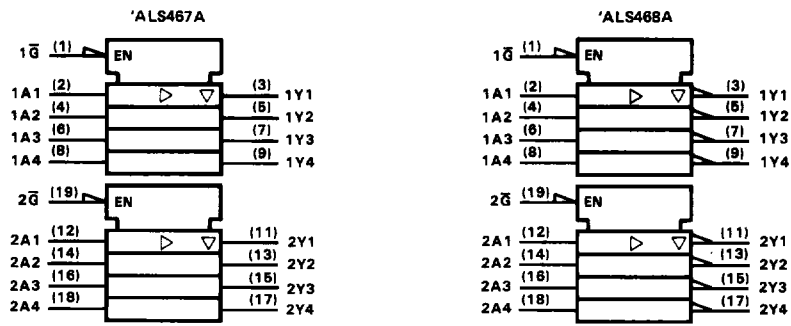 'ALS467A
1G̅ (1) EN
1A1 (2) (3) 1Y1
1A2 (4) (5) 1Y2
1A3 (6) (7) 1Y3
1A4 (8) (9) 1Y4
2G̅ (19) EN
2A1 (12) (11) 2Y1
2A2 (14) (13) 2Y2
2A3 (16) (15) 2Y3
2A4 (18) (17) 2Y4
'ALS468A
1G̅ (1) EN
1A1 (2) (3) 1Y1
1A2 (4) (5) 1Y2
1A3 (6) (7) 1Y3
1A4 (8) (9) 1Y4
2G̅ (19) EN
2A1 (12) (11) 2Y1
2A2 (14) (13) 2Y2
2A3 (16) (15) 2Y3
2A4 (18) (17) 2Y4